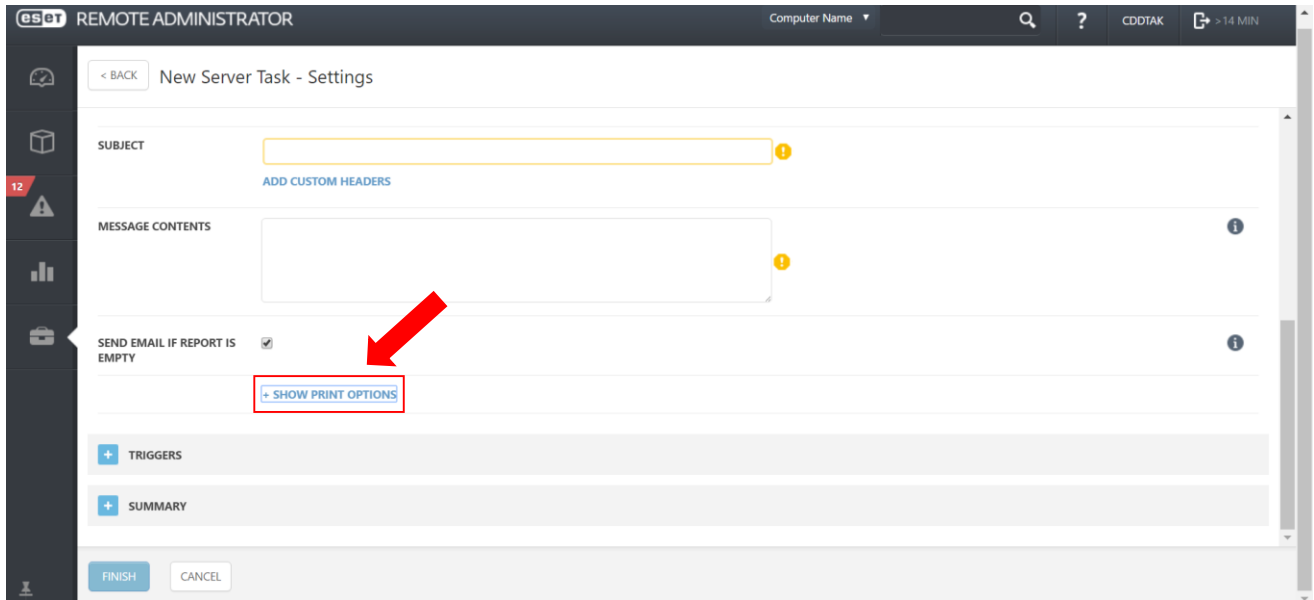 eset REMOTE ADMINISTRATOR Computer Name ▼ ? CDDTAK >14 MIN
< BACK New Server Task - Settings
SUBJECT
ADD CUSTOM HEADERS
12
MESSAGE CONTENTS
SEND EMAIL IF REPORT IS
EMPTY
+ SHOW PRINT OPTIONS
+ TRIGGERS
+ SUMMARY
FINISH CANCEL